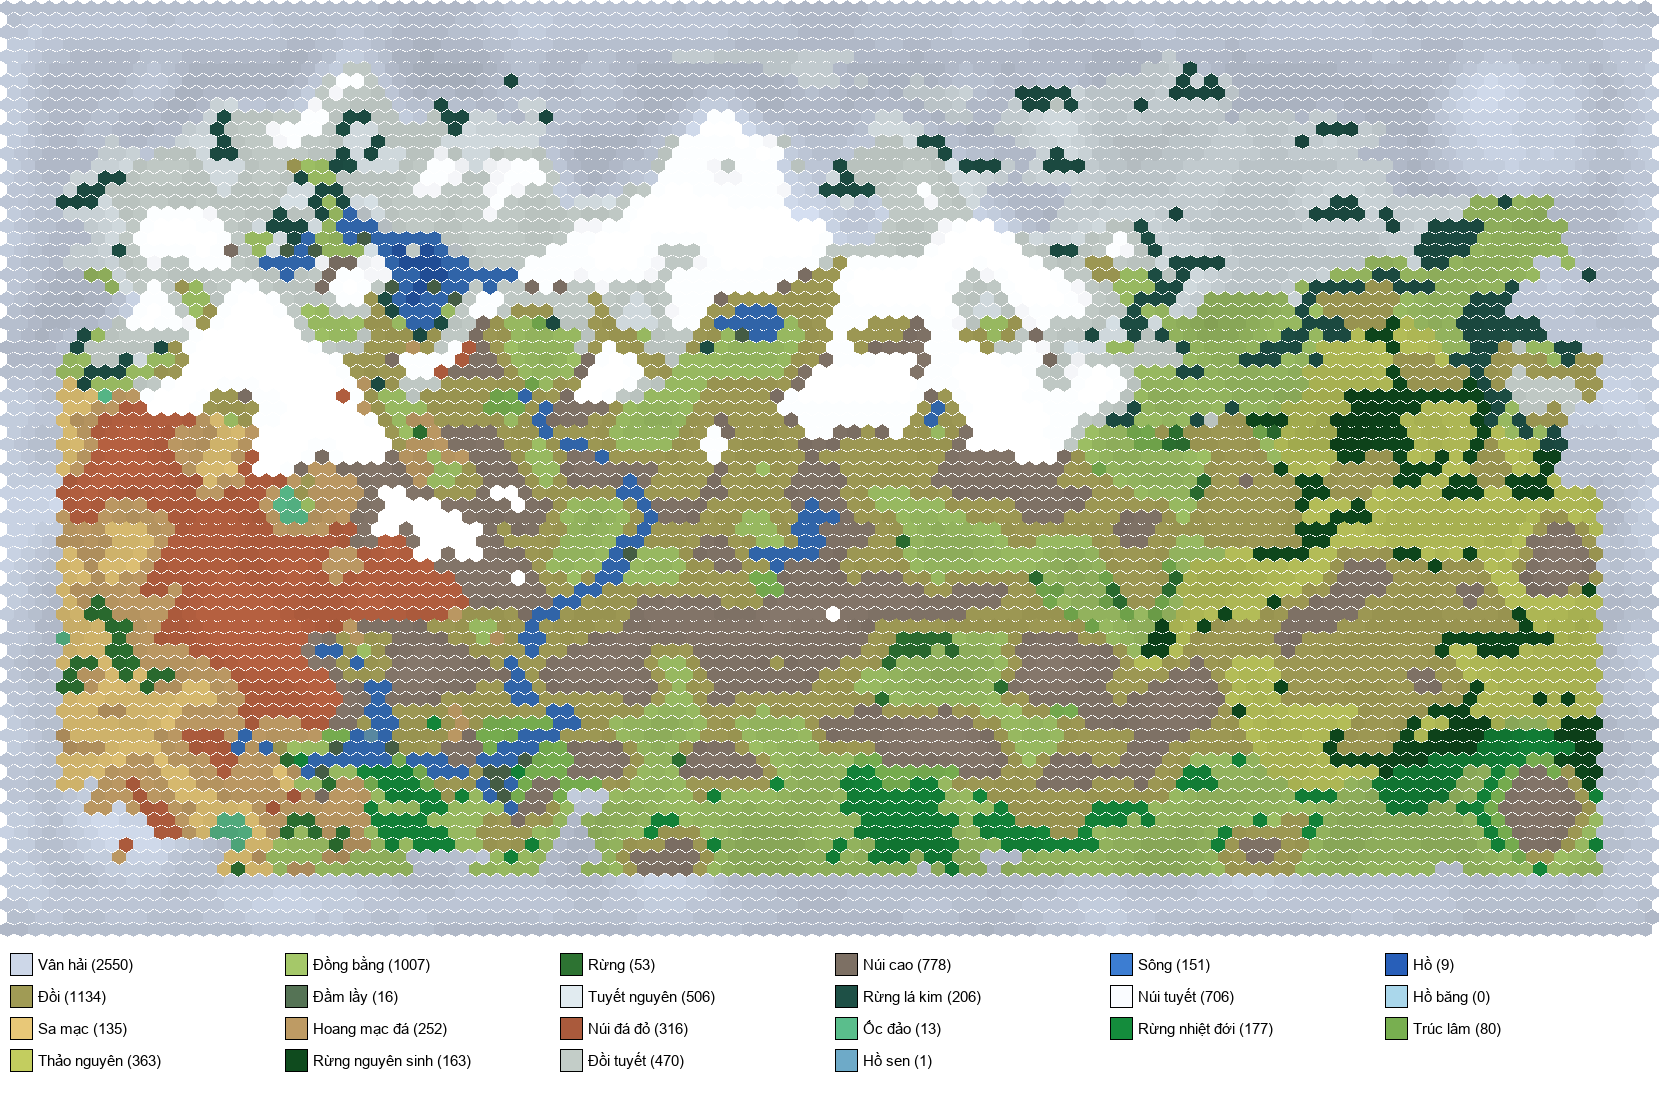 Vân hải (2550) Đồng bằng (1007) Rừng (53) Núi cao (778) Sông (151) Hồ (9)
Đồi (1134) Đầm lầy (16) Tuyết nguyên (506) Rừng lá kim (206) Núi tuyết (706) Hồ băng (0)
Sa mạc (135) Hoang mạc đá (252) Núi đá đỏ (316) Ốc đảo (13) Rừng nhiệt đới (177) Trúc lâm (80)
Thảo nguyên (363) Rừng nguyên sinh (163) Đồi tuyết (470) Hồ sen (1)